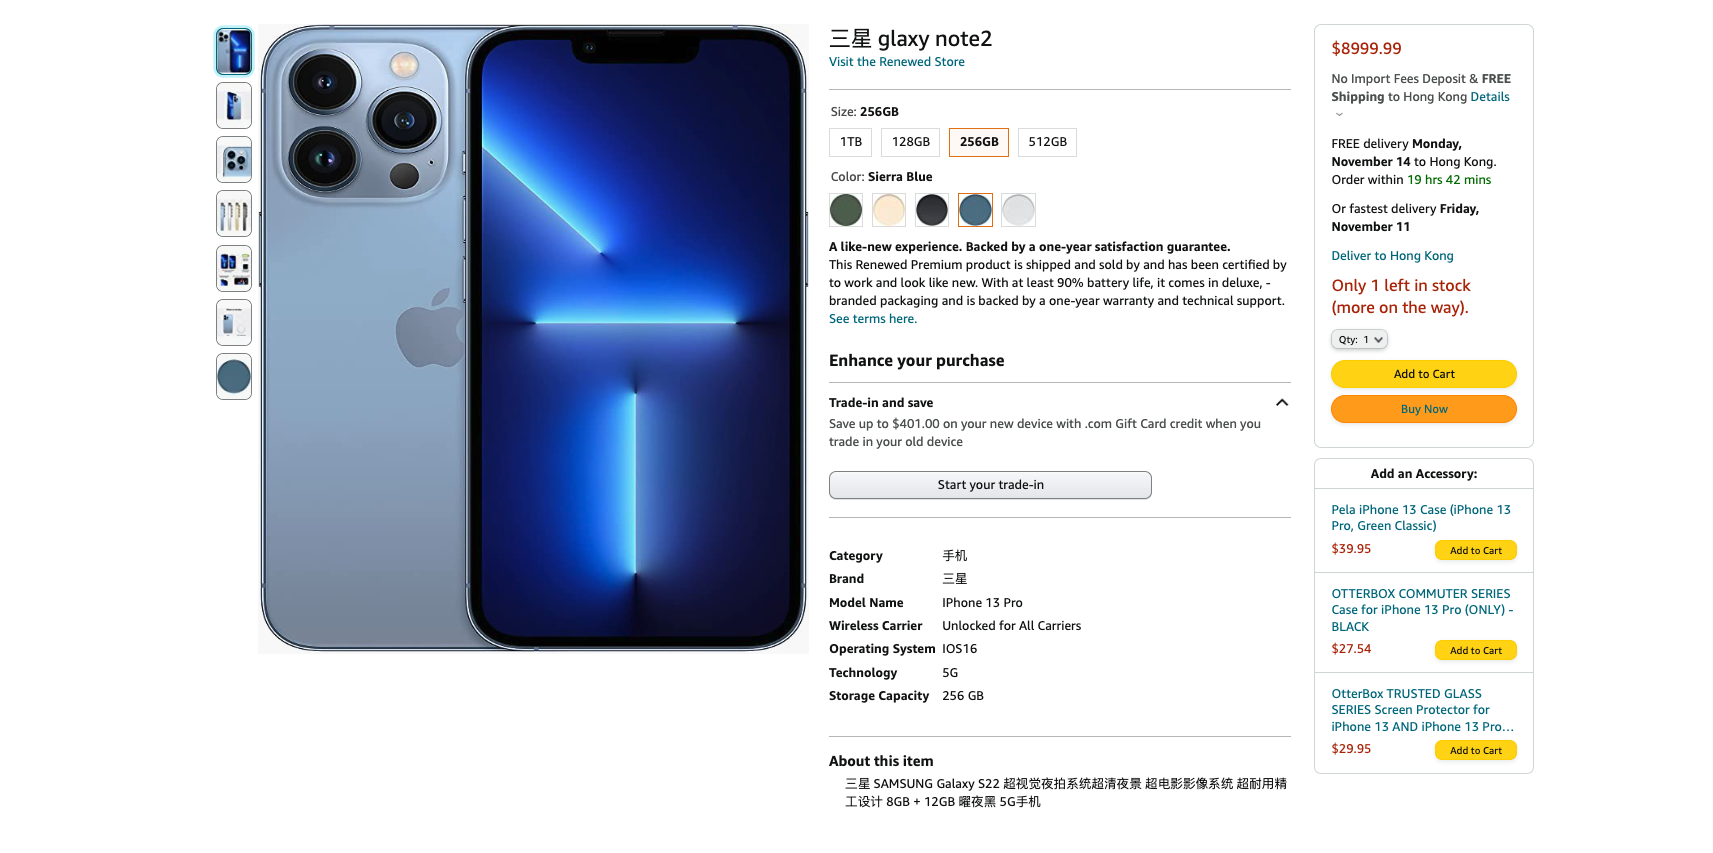 三星 glaxy note2
Visit the Renewed Store
Size: 256GB
1TB
128GB
256GB
512GB
Color: Sierra Blue
A like-new experience. Backed by a one-year satisfaction guarantee.
This Renewed Premium product is shipped and sold by and has been certified by
to work and look like new. With at least 90% battery life, it comes in deluxe, -
branded packaging and is backed by a one-year warranty and technical support.
See terms here.
Enhance your purchase
Trade-in and save
Save up to $401.00 on your new device with .com Gift Card credit when you
trade in your old device
Start your trade-in
Category 手机
Brand 三星
Model Name IPhone 13 Pro
Wireless Carrier Unlocked for All Carriers
Operating System IOS16
Technology 5G
Storage Capacity 256 GB
About this item
三星 SAMSUNG Galaxy S22 超视觉夜拍系统超清夜景 超电影影像系统 超耐用精
工设计 8GB + 12GB 曜夜黑 5G手机
$8999.99
No Import Fees Deposit & FREE
Shipping to Hong Kong Details
FREE delivery Monday,
November 14 to Hong Kong.
Order within 19 hrs 42 mins
Or fastest delivery Friday,
November 11
Deliver to Hong Kong
Only 1 left in stock
(more on the way).
Qty: 1
Add to Cart
Buy Now
Add an Accessory:
Pela iPhone 13 Case (iPhone 13
Pro, Green Classic)
$39.95 Add to Cart
OTTERBOX COMMUTER SERIES
Case for iPhone 13 Pro (ONLY) -
BLACK
$27.54 Add to Cart
OtterBox TRUSTED GLASS
SERIES Screen Protector for
iPhone 13 AND iPhone 13 Pro...
$29.95 Add to Cart